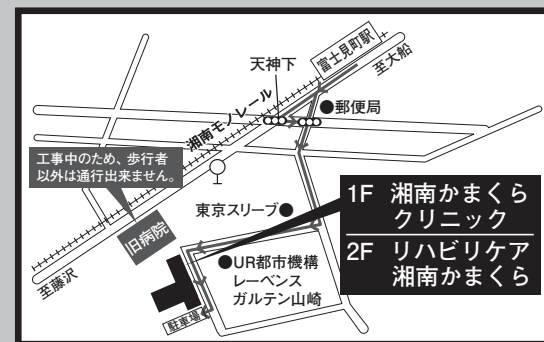 富士見町駅
至大船
天神下
●郵便局
湘南モノレール
工事中のため、歩行者
以外は通行出来ません。
旧病院
至藤沢
東京スリーブ●
1F 湘南かまくら
クリニック
2F リハビリケア
湘南かまくら
●UR都市機構
レーベンス
ガルテン山崎
駐車場